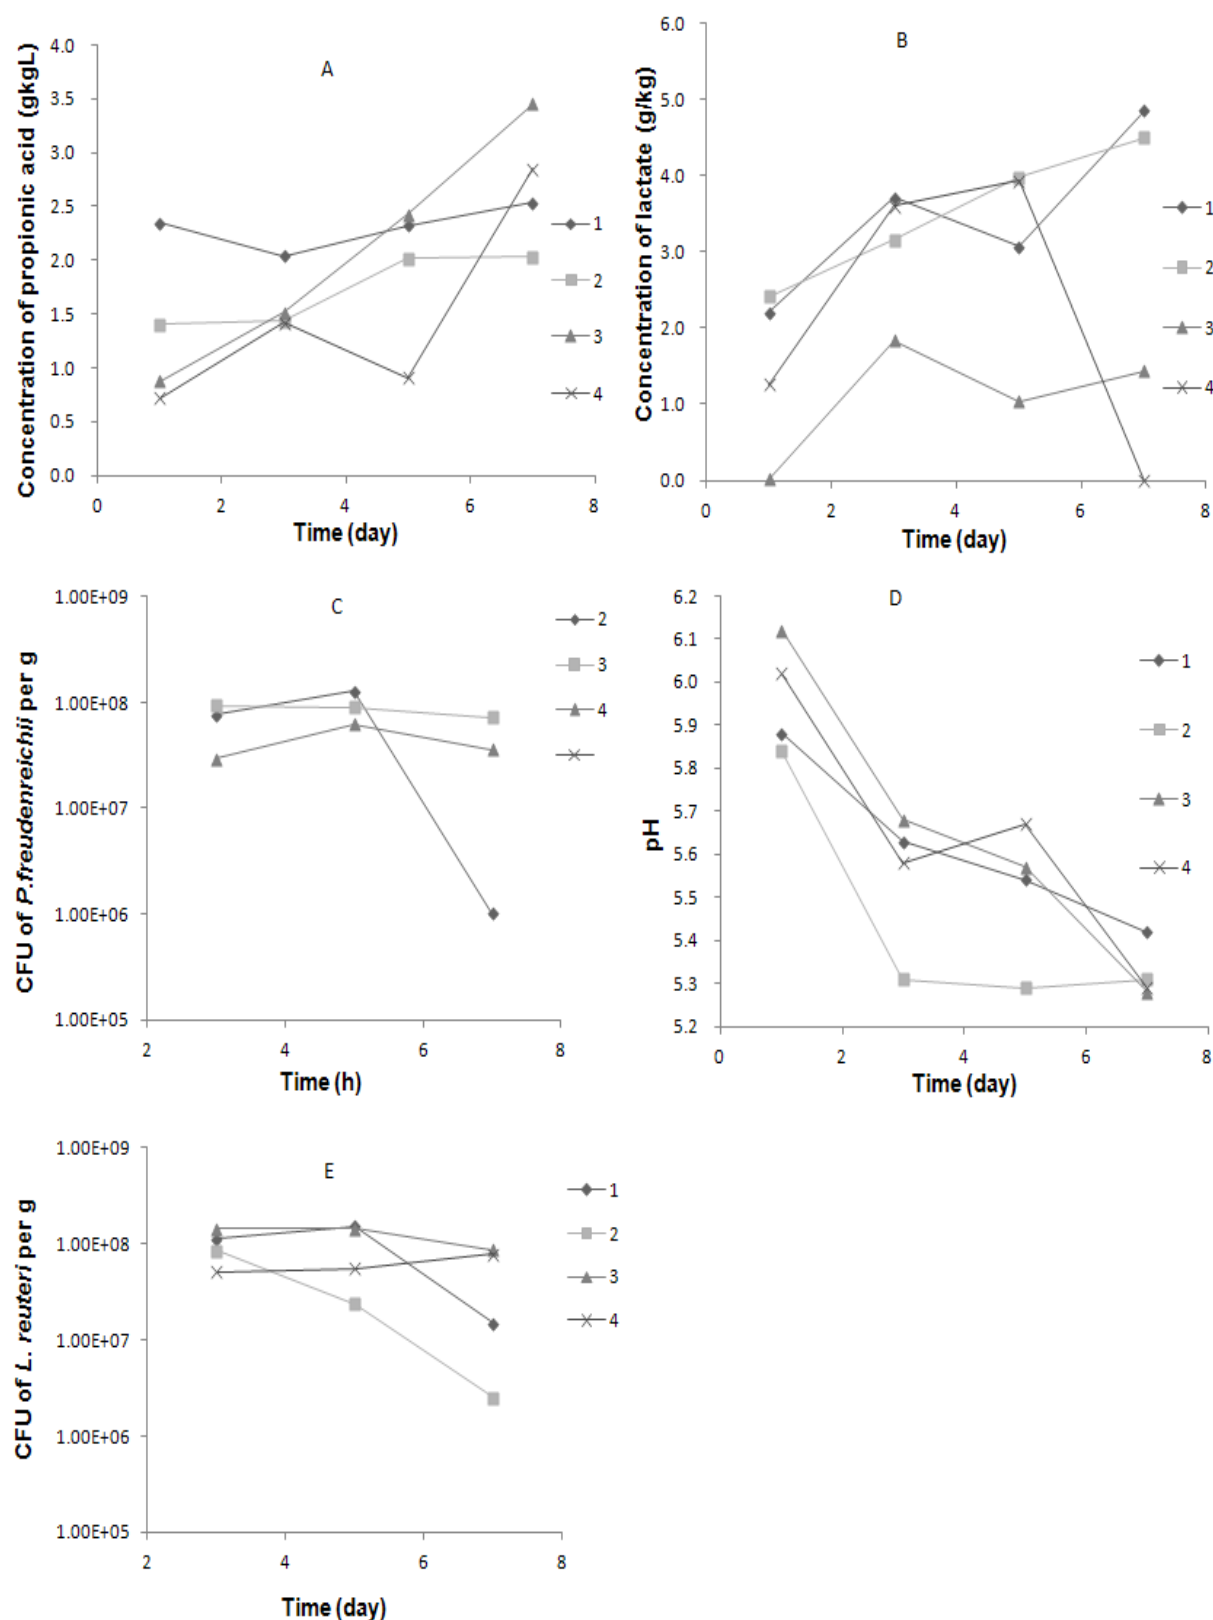 A
Concentration of propionic acid (gkgL)
4.0
3.5
3.0
2.5
2.0
1.5
1.0
0.5
0.0
0 2 4 6 8
Time (day)
1
2
3
4
B
Concentration of lactate (g/kg)
6.0
5.0
4.0
3.0
2.0
1.0
0.0
0 2 4 6 8
Time (day)
1
2
3
4
C
CFU of P.freudenreichii per g
1.00E+09
1.00E+08
1.00E+07
1.00E+06
1.00E+05
2 4 6 8
Time (h)
2
3
4
D
pH
6.2
6.1
6.0
5.9
5.8
5.7
5.6
5.5
5.4
5.3
5.2
0 2 4 6 8
Time (day)
1
2
3
4
E
CFU of L. reuteri per g
1.00E+09
1.00E+08
1.00E+07
1.00E+06
1.00E+05
2 4 6 8
Time (day)
1
2
3
4